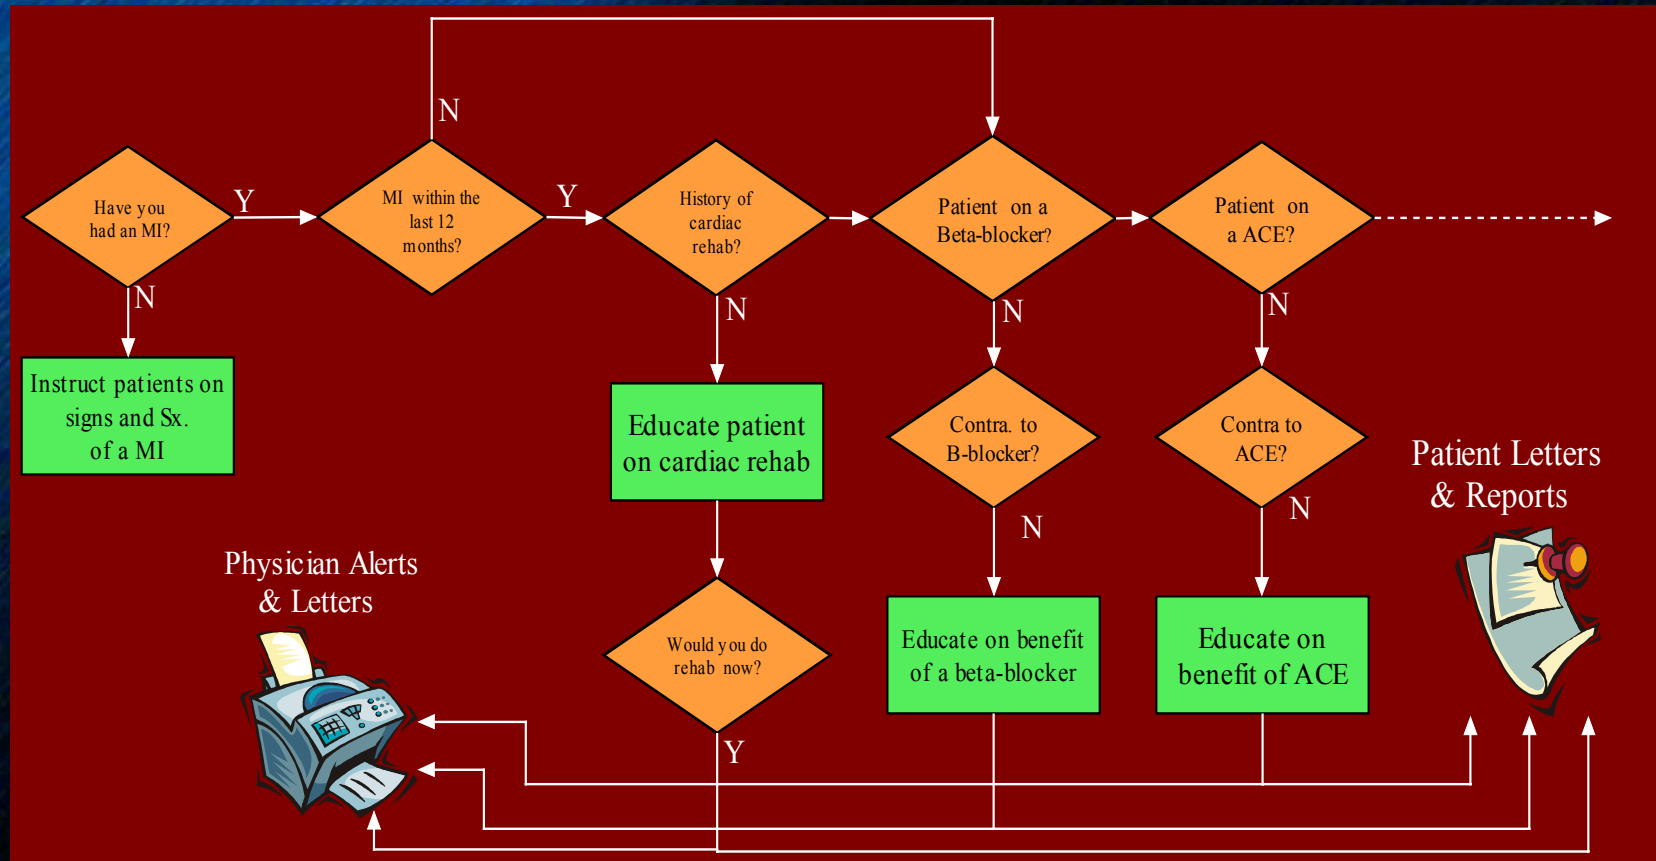 N
Have you
had an MI?
Y
MI within the
last 12
months?
Y
History of
cardiac
rehab?
Patient on a
Beta-blocker?
Patient on
a ACE?
N
N
N
N
Instruct patients on
signs and Sx.
of a MI
Educate patient
on cardiac rehab
Contra. to
B-blocker?
Contra to
ACE?
Patient Letters
& Reports
N
N
Physician Alerts
& Letters
Would you do
rehab now?
Educate on benefit
of a beta-blocker
Educate on
benefit of ACE
Y